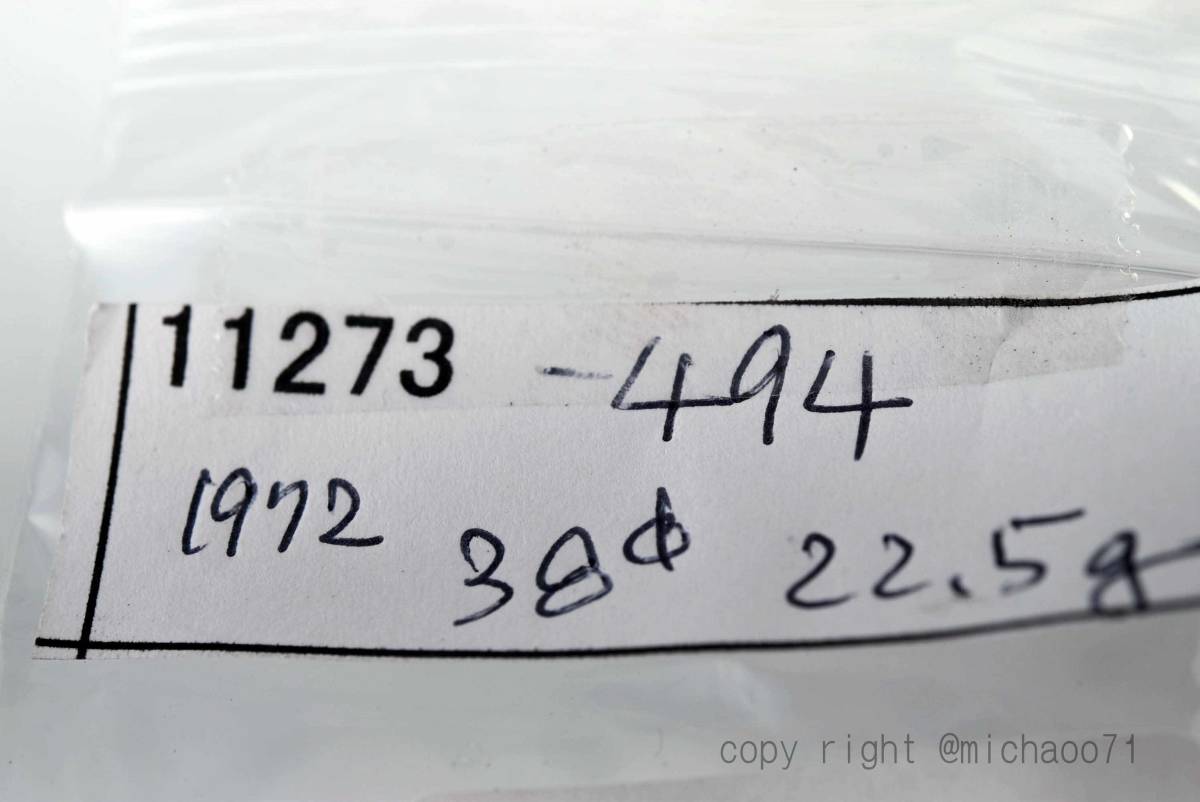 11273 -494
1972 38φ 22.5g
copy right @michaoo71